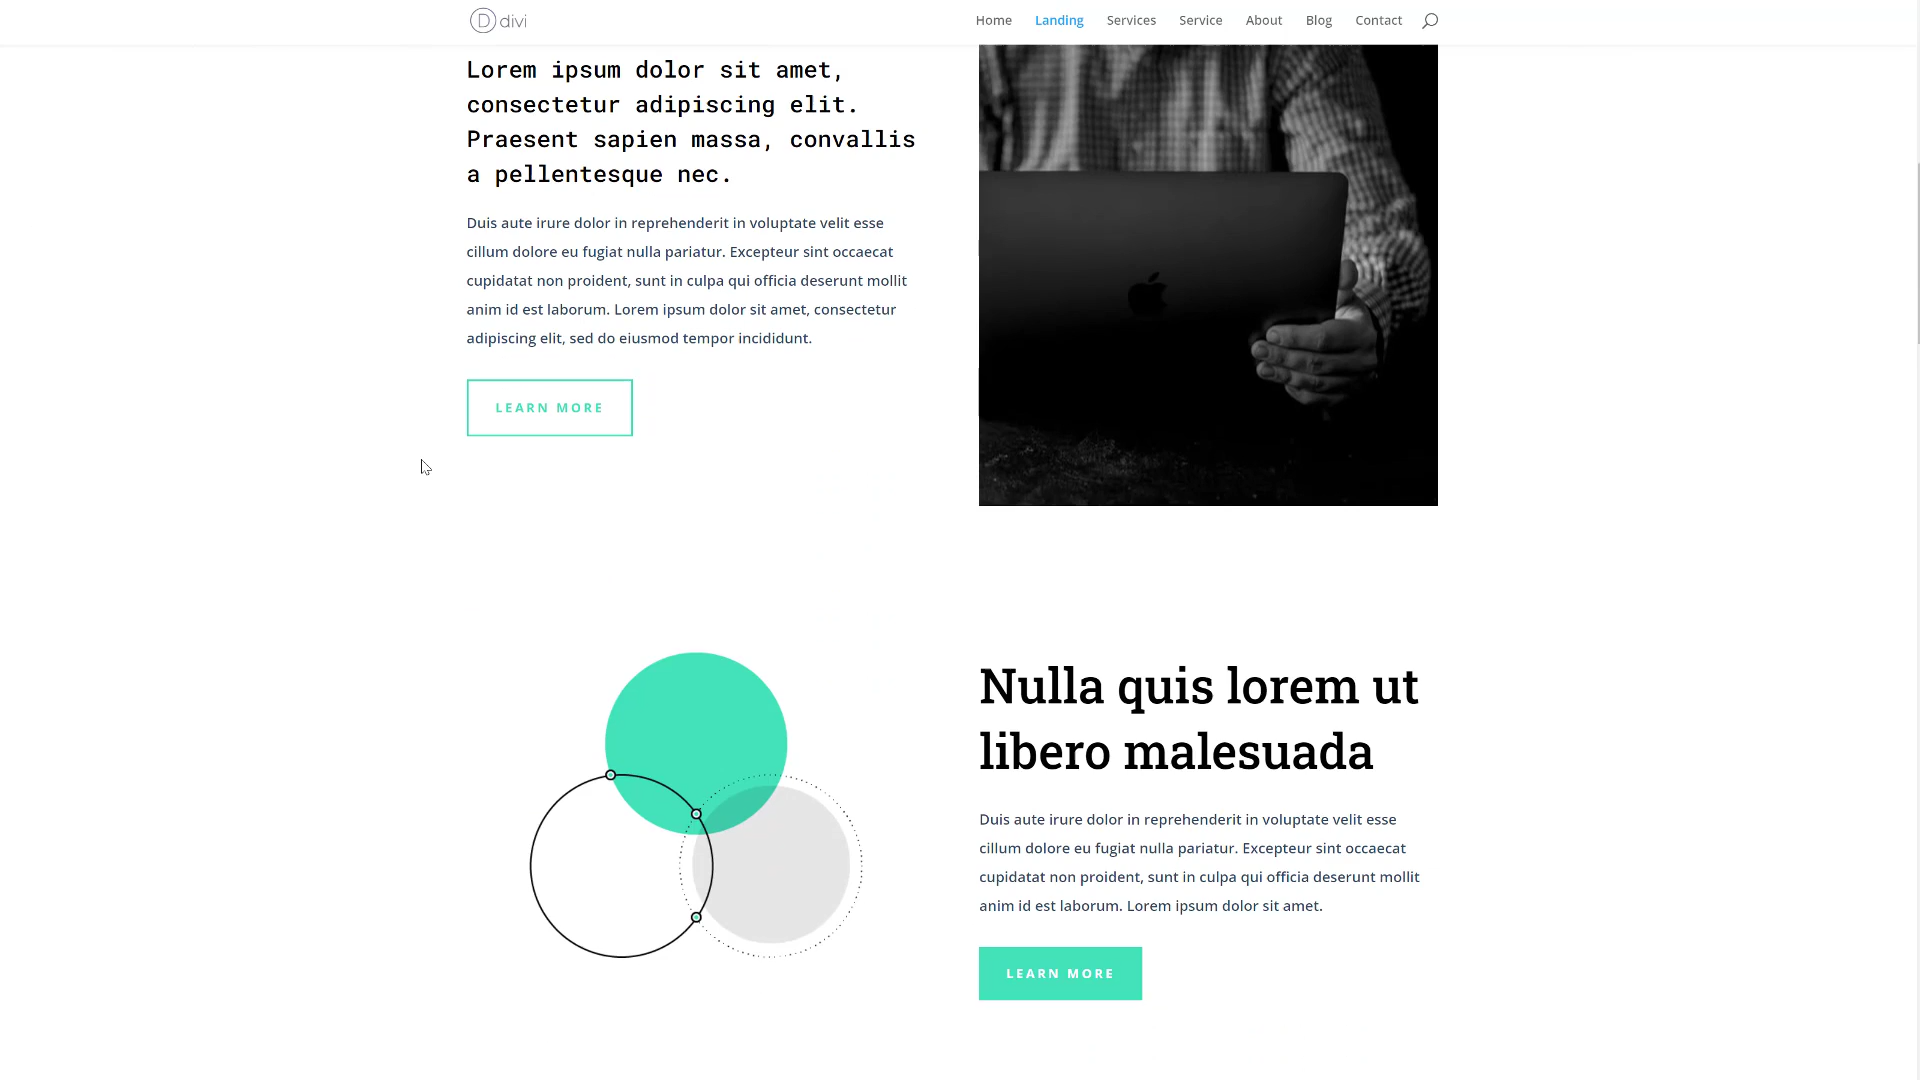 divi
Home Landing Services Service About Blog Contact
Lorem ipsum dolor sit amet,
consectetur adipiscing elit.
Praesent sapien massa, convallis
a pellentesque nec.
Duis aute irure dolor in reprehenderit in voluptate velit esse
cillum dolore eu fugiat nulla pariatur. Excepteur sint occaecat
cupidatat non proident, sunt in culpa qui officia deserunt mollit
anim id est laborum. Lorem ipsum dolor sit amet, consectetur
adipiscing elit, sed do eiusmod tempor incididunt.
LEARN MORE
Nulla quis lorem ut
libero malesuada
Duis aute irure dolor in reprehenderit in voluptate velit esse
cillum dolore eu fugiat nulla pariatur. Excepteur sint occaecat
cupidatat non proident, sunt in culpa qui officia deserunt mollit
anim id est laborum. Lorem ipsum dolor sit amet.
LEARN MORE